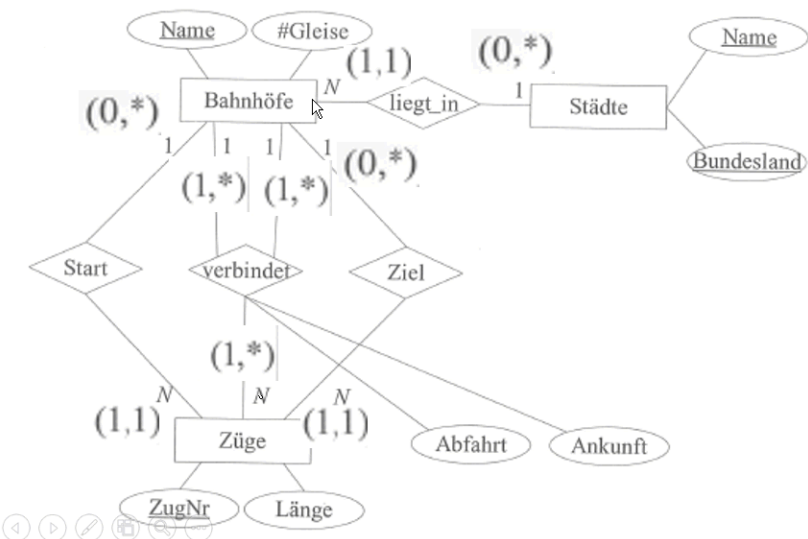 Name
#Gleise
Name
(1,1)
(0,*)
N
1
Bahnhöfe
liegt_in
Städte
(0,*)
1
1
1
1
(0,*)
Bundesland
(1,*)
(1,*)
Start
verbindet
Ziel
(1,*)
N
N
N
(1,1)
(1,1)
Züge
Abfahrt
Ankunft
ZugNr
Länge